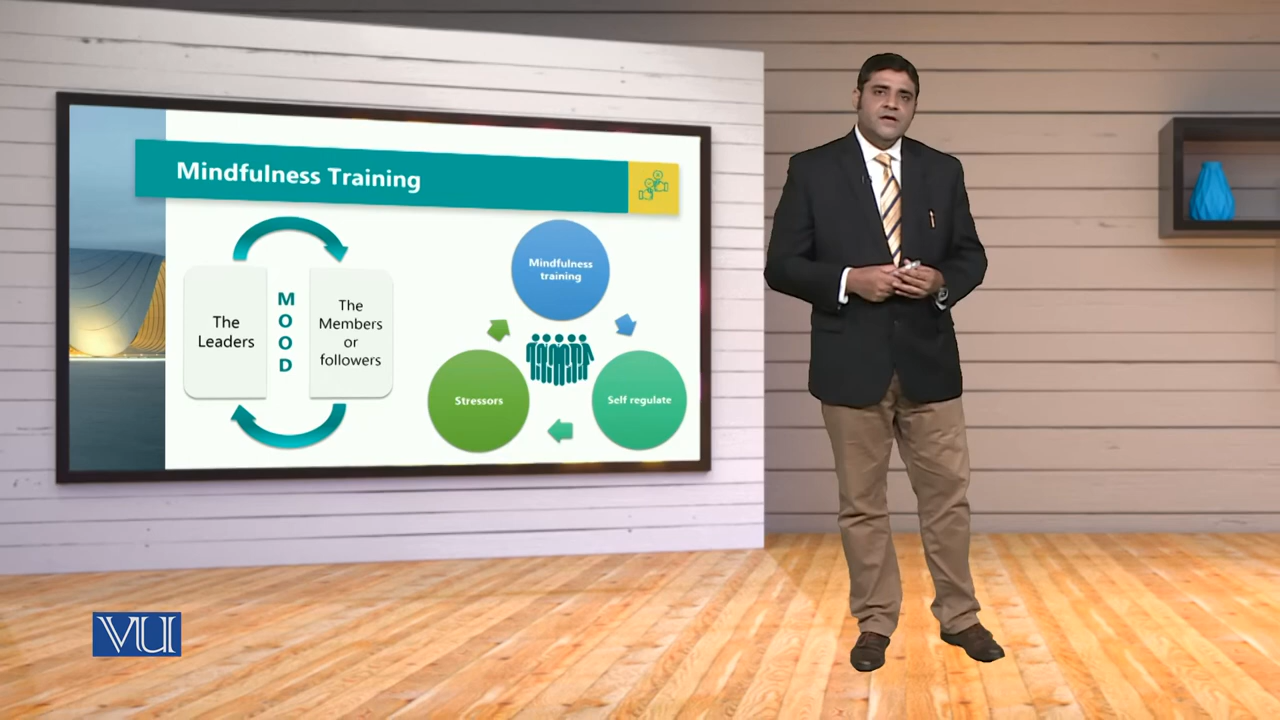 Mindfulness Training
The
Leaders
M
O
O
D
The
Members
or
followers
Mindfulness
training
Stressors
Self regulate
VU